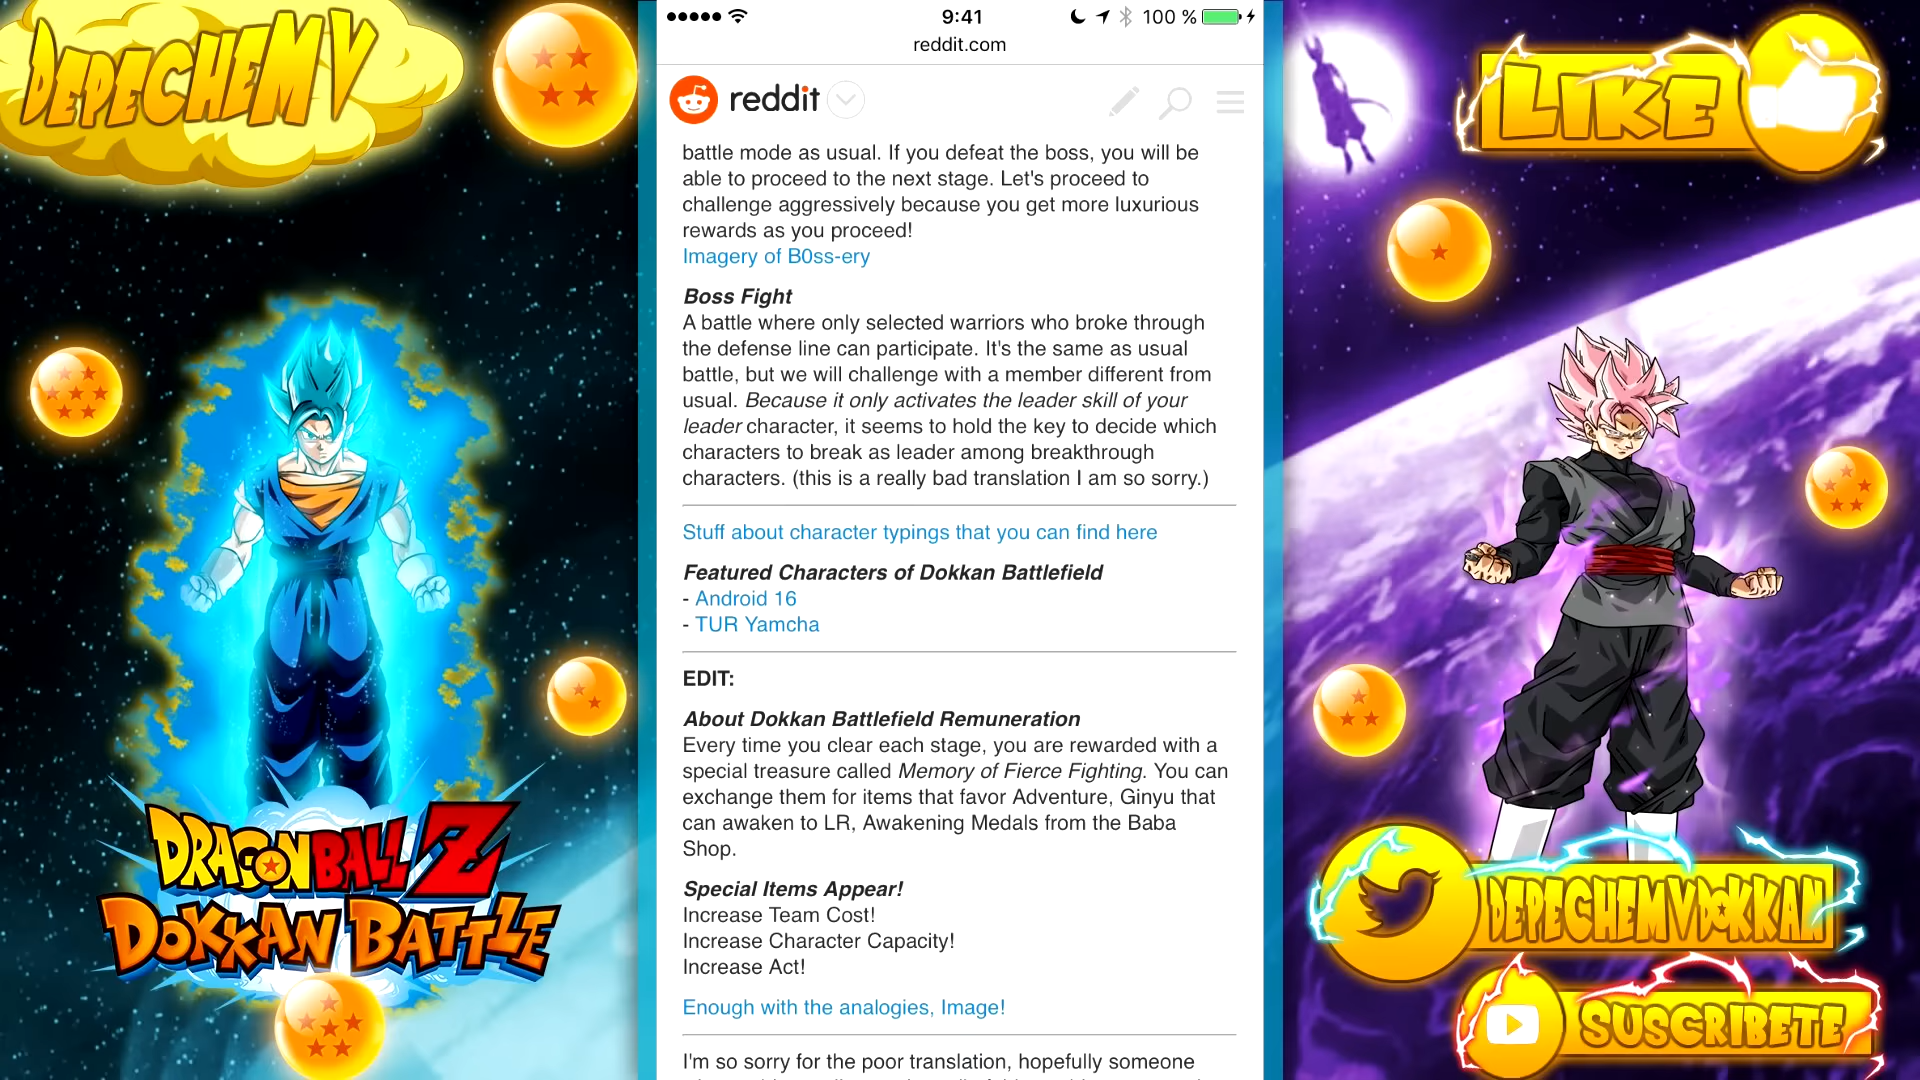 DEPECHEMV
9:41
100 %
reddit.com
reddit
battle mode as usual. If you defeat the boss, you will be
able to proceed to the next stage. Let's proceed to
challenge aggressively because you get more luxurious
rewards as you proceed!
Imagery of B0ss-ery
Boss Fight
A battle where only selected warriors who broke through
the defense line can participate. It's the same as usual
battle, but we will challenge with a member different from
usual. Because it only activates the leader skill of your
leader character, it seems to hold the key to decide which
characters to break as leader among breakthrough
characters. (this is a really bad translation I am so sorry.)
Stuff about character typings that you can find here
Featured Characters of Dokkan Battlefield
- Android 16
- TUR Yamcha
EDIT:
About Dokkan Battlefield Remuneration
Every time you clear each stage, you are rewarded with a
special treasure called Memory of Fierce Fighting. You can
exchange them for items that favor Adventure, Ginyu that
can awaken to LR, Awakening Medals from the Baba
Shop.
Special Items Appear!
Increase Team Cost!
Increase Character Capacity!
Increase Act!
Enough with the analogies, Image!
I'm so sorry for the poor translation, hopefully someone
DRAGONBALL Z
DOKKAN BATTLE
LIKE
DEPECHEMVDOKKAN
SUSCRIBETE